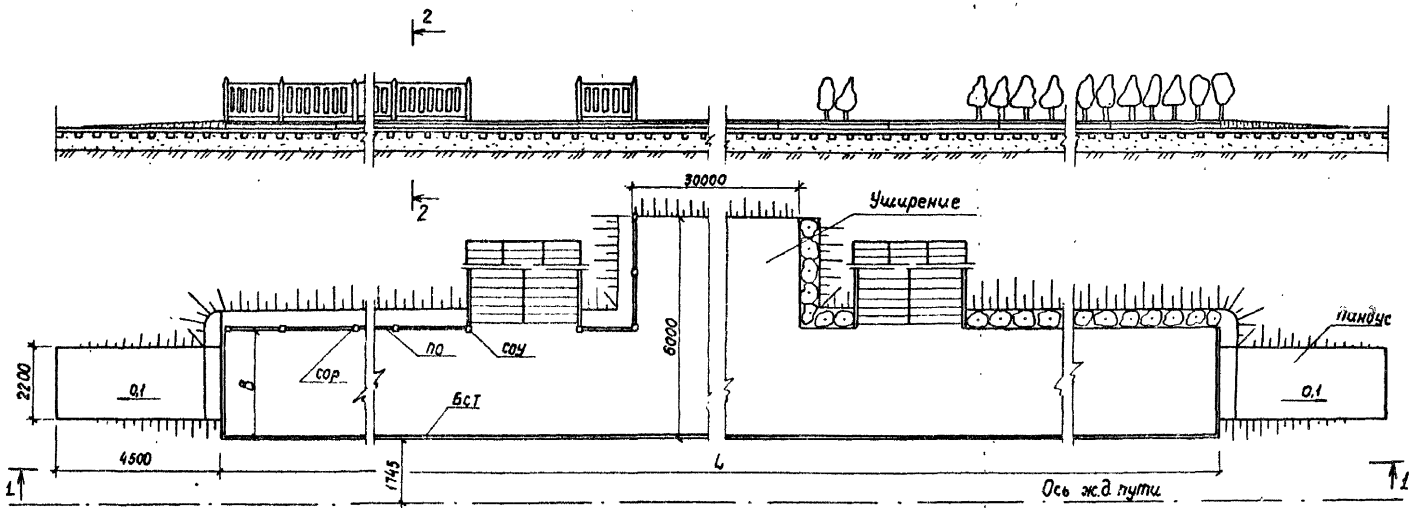 2
2
30000
Уширение
6000
Пандус
ПО
СОУ
СОР
2200
0,1
В
БСТ
0,1
4500
L
1745
1
Ось ж.д пути
1